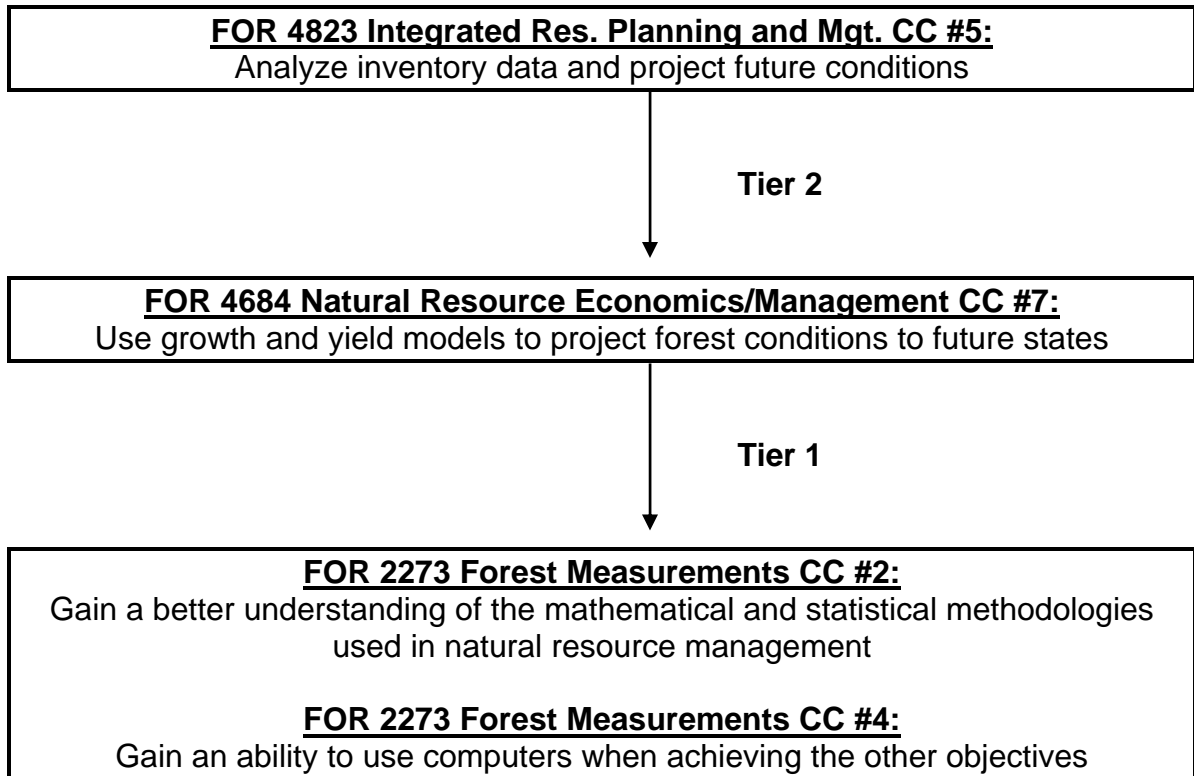 FOR 4823 Integrated Res. Planning and Mgt. CC #5:
Analyze inventory data and project future conditions
Tier 2
FOR 4684 Natural Resource Economics/Management CC #7:
Use growth and yield models to project forest conditions to future states
Tier 1
FOR 2273 Forest Measurements CC #2:
Gain a better understanding of the mathematical and statistical methodologies
used in natural resource management
FOR 2273 Forest Measurements CC #4:
Gain an ability to use computers when achieving the other objectives